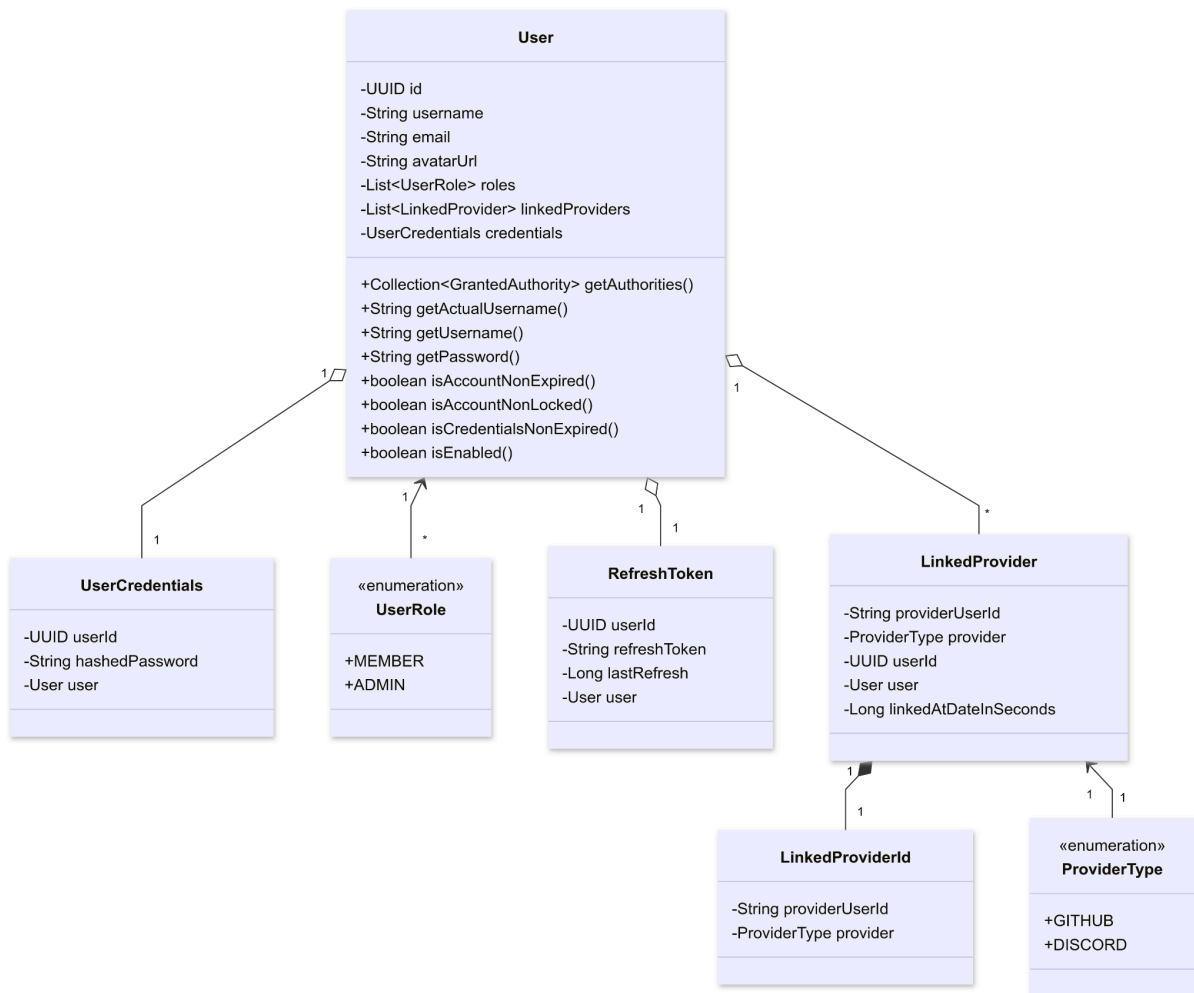 User
-UUID id
-String username
-String email
-String avatarUrl
-List<UserRole> roles
-List<LinkedProvider> linkedProviders
-UserCredentials credentials
+Collection<GrantedAuthority> getAuthorities()
+String getActualUsername()
+String getUsername()
+String getPassword()
+boolean isAccountNonExpired()
+boolean isAccountNonLocked()
+boolean isCredentialsNonExpired()
+boolean isEnabled()
1
1
1
*
1
1
1
*
UserCredentials
-UUID userId
-String hashedPassword
-User user
«enumeration»
UserRole
+MEMBER
+ADMIN
RefreshToken
-UUID userId
-String refreshToken
-Long lastRefresh
-User user
LinkedProvider
-String providerUserId
-ProviderType provider
-UUID userId
-User user
-Long linkedAtDateInSeconds
1
1
1
1
LinkedProviderId
-String providerUserId
-ProviderType provider
«enumeration»
ProviderType
+GITHUB
+DISCORD